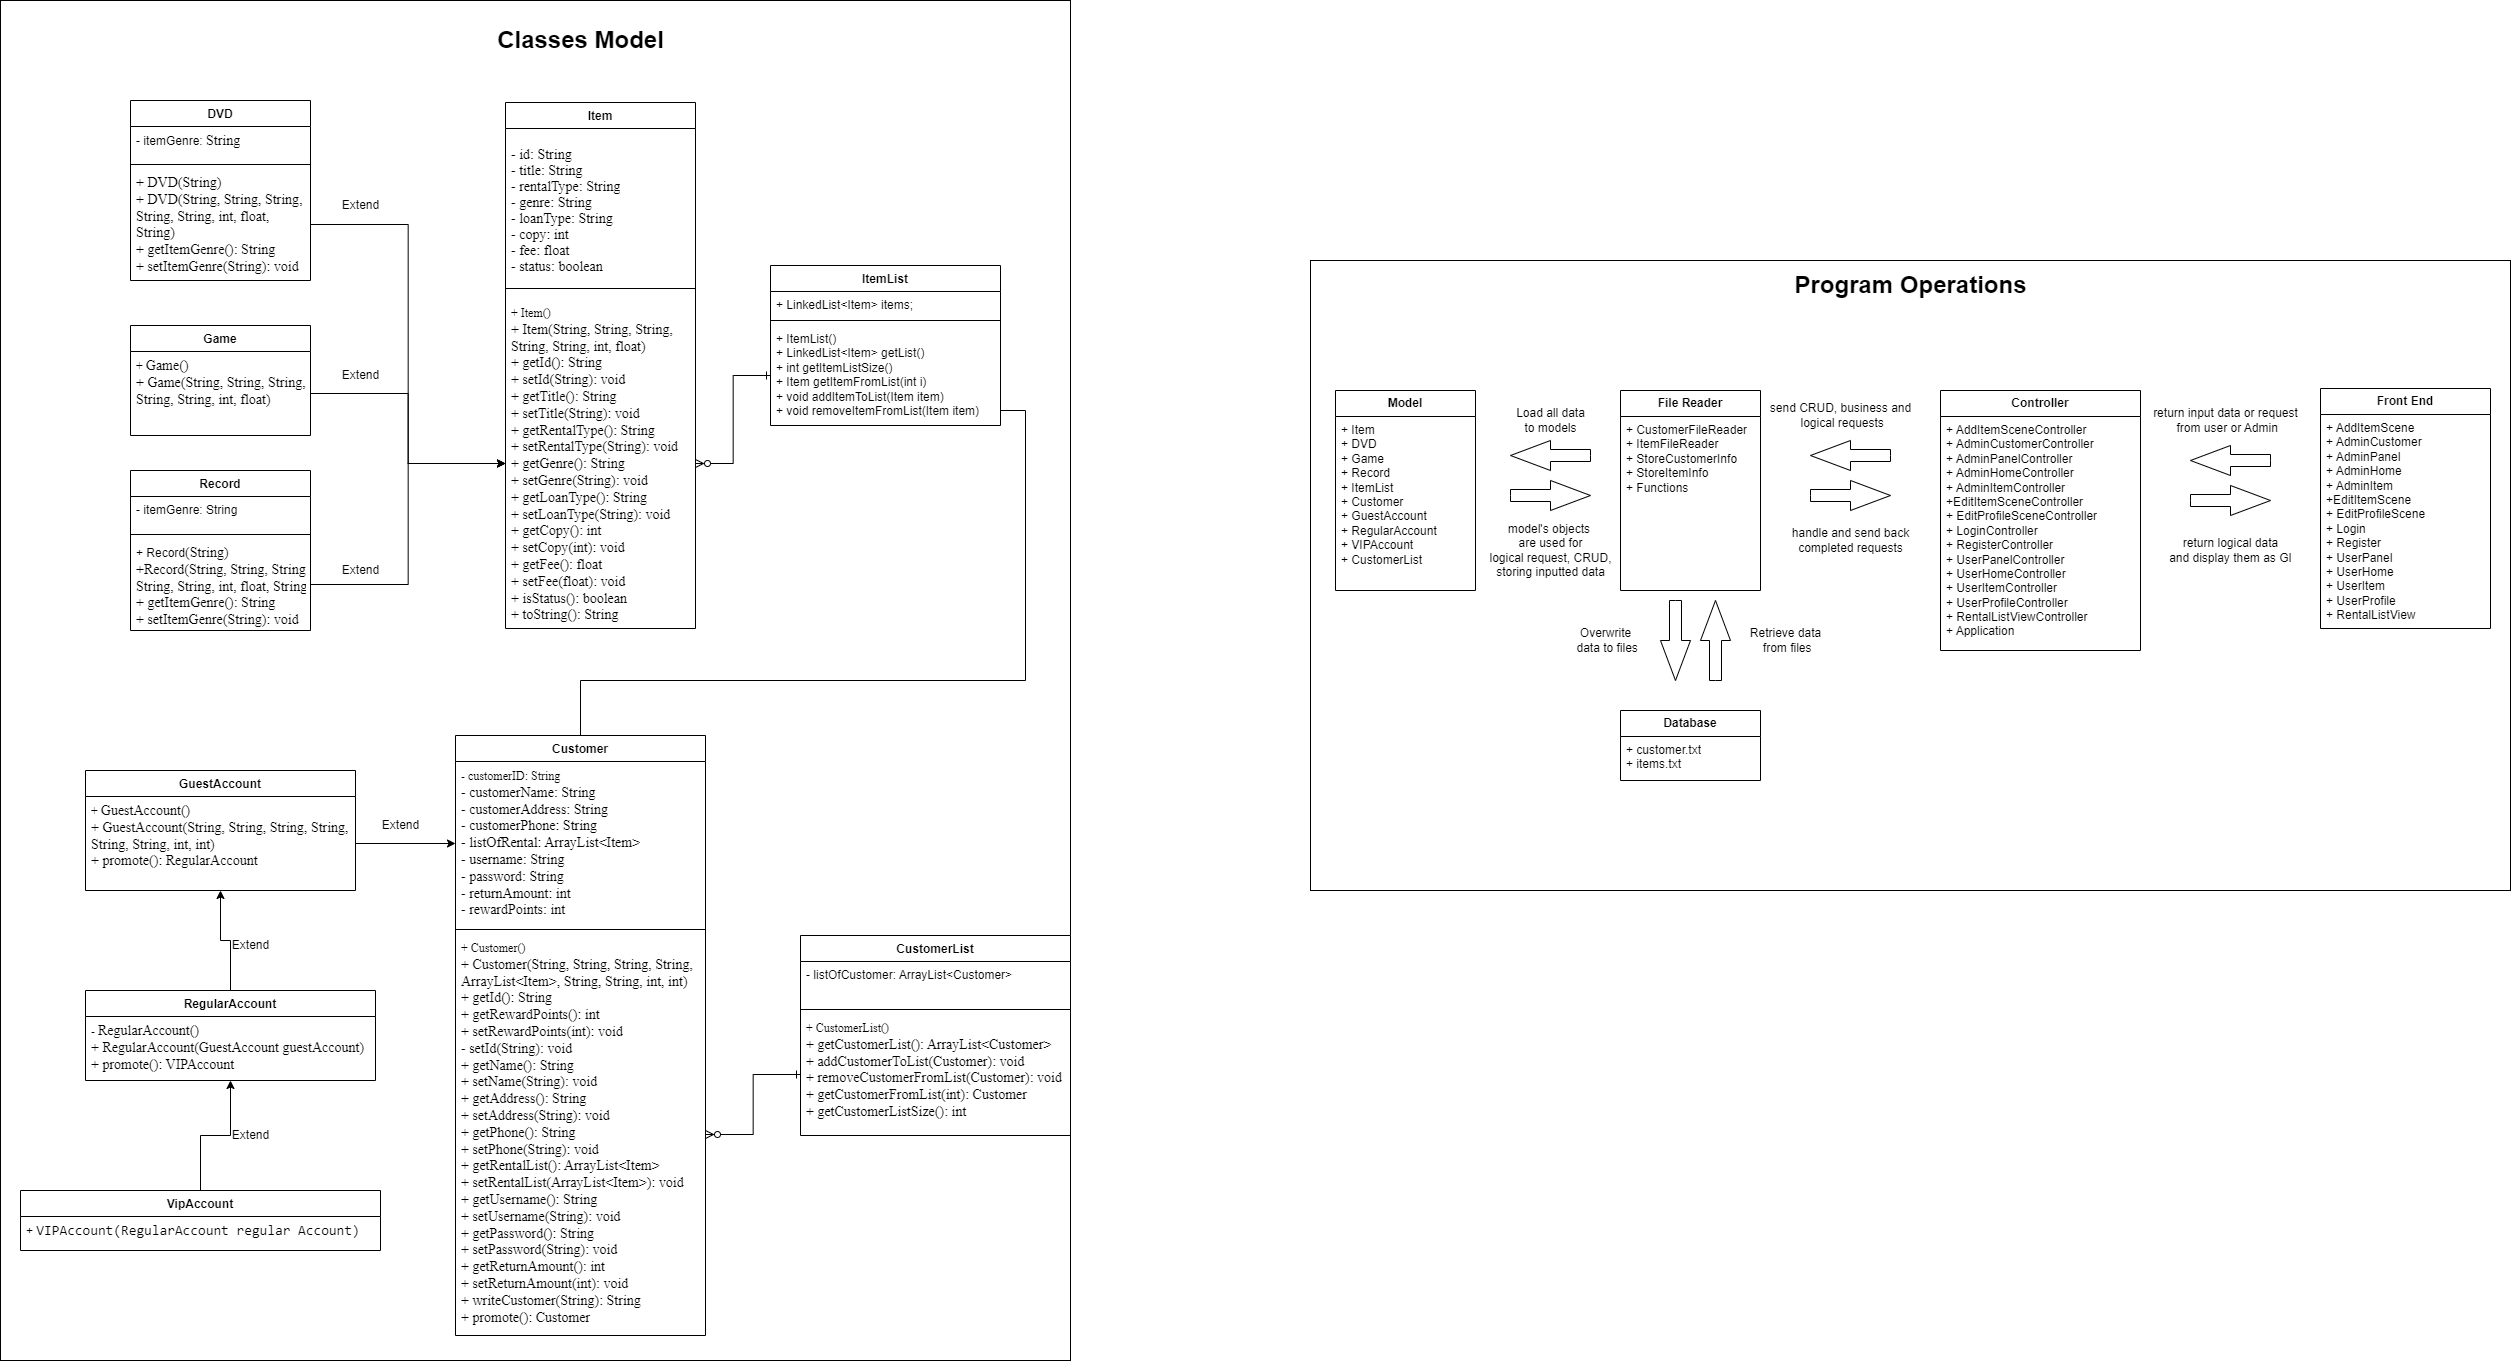 Classes Model
DVD
- itemGenre: String
+ DVD(String)
+ DVD(String, String, String,
String, String, int, float,
String)
+ getItemGenre(): String
+ setItemGenre(String): void
Extend
Game
+ Game()
+ Game(String, String, String,
String, String, int, float)
Extend
Record
- itemGenre: String
+ Record(String)
+Record(String, String, String
String, String, int, float, String
+ getItemGenre(): String
+ setItemGenre(String): void
Extend
Item
- id: String
- title: String
- rentalType: String
- genre: String
- loanType: String
- copy: int
- fee: float
- status: boolean
+ Item()
+ Item(String, String, String,
String, String, int, float)
+ getId(): String
+ setId(String): void
+ getTitle(): String
+ setTitle(String): void
+ getRentalType(): String
+ setRentalType(String): void
+ getGenre(): String
+ setGenre(String): void
+ getLoanType(): String
+ setLoanType(String): void
+ getCopy(): int
+ setCopy(int): void
+ getFee(): float
+ setFee(float): void
+ isStatus(): boolean
+ toString(): String
ItemList
+ LinkedList<Item> items;
+ ItemList()
+ LinkedList<Item> getList()
+ int getItemListSize()
+ Item getItemFromList(int i)
+ void addItemToList(Item item)
+ void removeItemFromList(Item item)
GuestAccount
+ GuestAccount()
+ GuestAccount(String, String, String, String,
String, String, int, int)
+ promote(): RegularAccount
Extend
Extend
RegularAccount
- RegularAccount()
+ RegularAccount(GuestAccount guestAccount)
+ promote(): VIPAccount
Extend
VipAccount
+ VIPAccount(RegularAccount regular Account)
Customer
- customerID: String
- customerName: String
- customerAddress: String
- customerPhone: String
- listOfRental: ArrayList<Item>
- username: String
- password: String
- returnAmount: int
- rewardPoints: int
+ Customer()
+ Customer(String, String, String, String,
ArrayList<Item>, String, String, int, int)
+ getId(): String
+ getRewardPoints(): int
+ setRewardPoints(int): void
- setId(String): void
+ getName(): String
+ setName(String): void
+ getAddress(): String
+ setAddress(String): void
+ getPhone(): String
+ setPhone(String): void
+ getRentalList(): ArrayList<Item>
+ setRentalList(ArrayList<Item>): void
+ getUsername(): String
+ setUsername(String): void
+ getPassword(): String
+ setPassword(String): void
+ getReturnAmount(): int
+ setReturnAmount(int): void
+ writeCustomer(String): String
+ promote(): Customer
CustomerList
- listOfCustomer: ArrayList<Customer>
+ CustomerList()
+ getCustomerList(): ArrayList<Customer>
+ addCustomerToList(Customer): void
+ removeCustomerFromList(Customer): void
+ getCustomerFromList(int): Customer
+ getCustomerListSize(): int
Program Operations
Model
+ Item
+ DVD
+ Game
+ Record
+ ItemList
+ Customer
+ GuestAccount
+ RegularAccount
+ VIPAccount
+ CustomerList
Load all data
to models
model's objects
are used for
logical request, CRUD,
storing inputted data
File Reader
+ CustomerFileReader
+ ItemFileReader
+ StoreCustomerInfo
+ StoreItemInfo
+ Functions
send CRUD, business and
logical requests
handle and send back
completed requests
Controller
+ AddItemSceneController
+ AdminCustomerController
+ AdminPanelController
+ AdminHomeController
+ AdminItemController
+EditItemSceneController
+ EditProfileSceneController
+ LoginController
+ RegisterController
+ UserPanelController
+ UserHomeController
+ UserItemController
+ UserProfileController
+ RentalListViewController
+ Application
return input data or request
from user or Admin
return logical data
and display them as GI
Front End
+ AddItemScene
+ AdminCustomer
+ AdminPanel
+ AdminHome
+ AdminItem
+EditItemScene
+ EditProfileScene
+ Login
+ Register
+ UserPanel
+ UserHome
+ UserItem
+ UserProfile
+ RentalListView
Overwrite
data to files
Retrieve data
from files
Database
+ customer.txt
+ items.txt